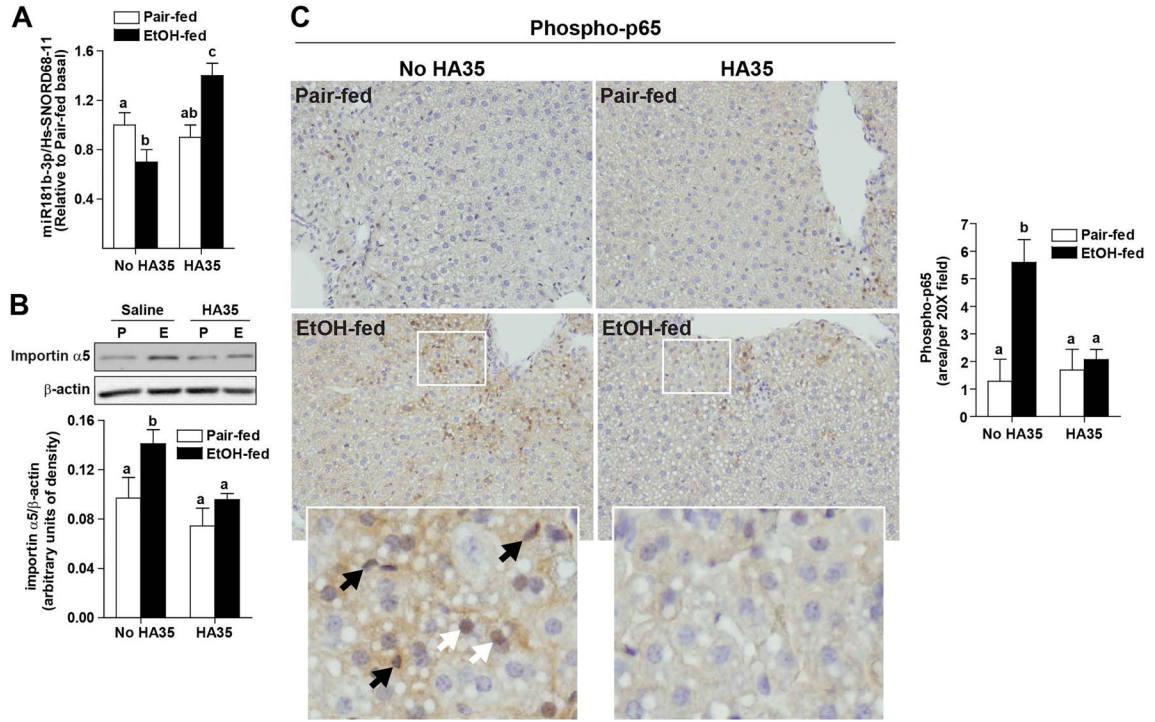 A
Pair-fed
EtOH-fed
miR181b-3p/Hs-SNORD68-11
(Relative to Pair-fed basal)
1.6
1.2
0.8
0.4
a
b
ab
c
No HA35
HA35
B
Saline
HA35
P
E
P
E
Importin α5
β-actin
Pair-fed
EtOH-fed
importin α5/β-actin
(arbitrary units of density)
0.16
0.12
0.08
0.04
0.00
a
b
a
a
No HA35
HA35
C
Phospho-p65
No HA35
HA35
Pair-fed
Pair-fed
EtOH-fed
EtOH-fed
Phospho-p65
(area/per 20X field)
7
6
5
4
3
2
1
0
a
b
a
a
Pair-fed
EtOH-fed
No HA35
HA35